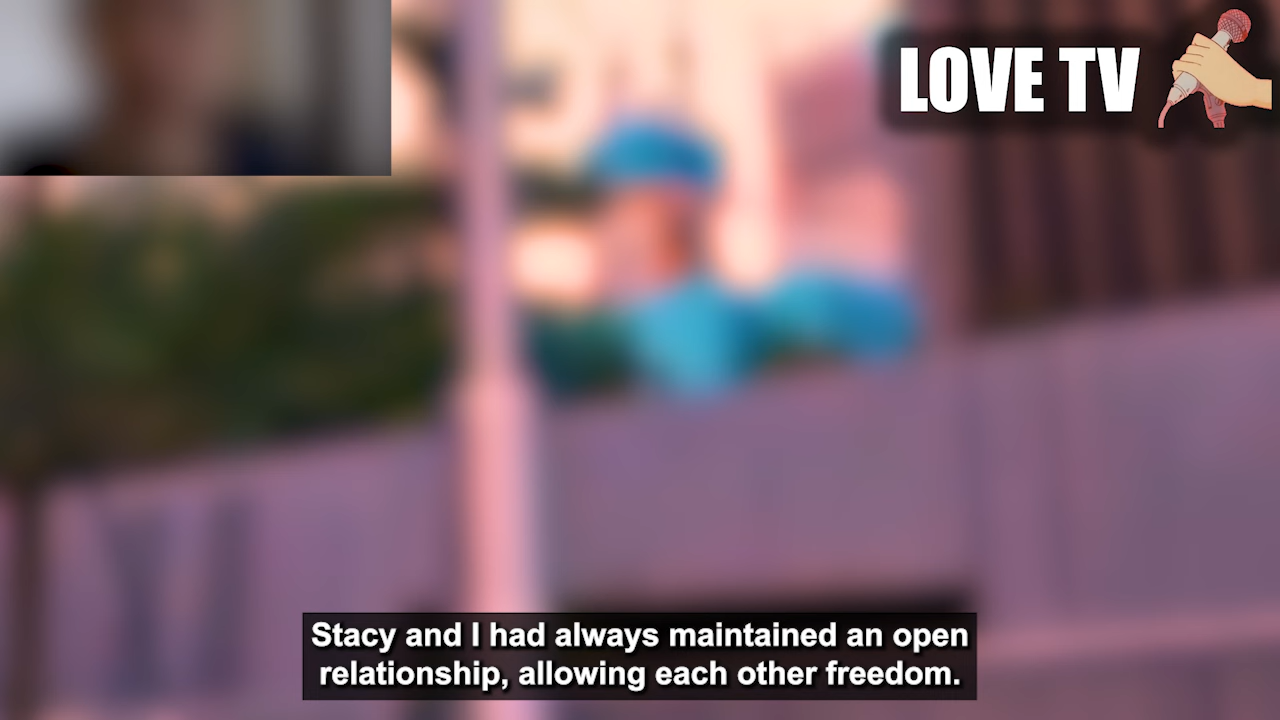 LOVE TV
Stacy and I had always maintained an open
relationship, allowing each other freedom.